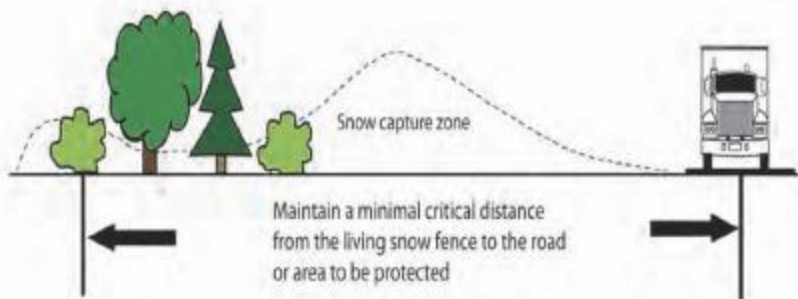 Snow capture zone
Maintain a minimal critical distance
from the living snow fence to the road
or area to be protected